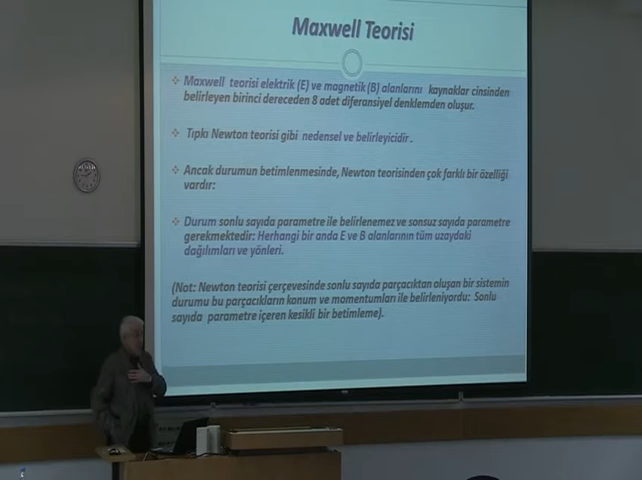 Maxwell Teorisi
Maxwell teorisi elektrik (E) ve magnetik (B) alanlarını kaynaklar cinsinden
belirleyen birinci dereceden 8 adet diferansiyel denklemden oluşur.
Tıpkı Newton teorisi gibi nedensel ve belirleyicidir.
Ancak durumun betimlenmesinde, Newton teorisinden çok farklı bir özelliği
vardır:
Durum sonlu sayıda parametre ile belirlenemez ve sonsuz sayıda parametre
gerekmektedir: Herhangi bir anda E ve B alanlarının tüm uzaydaki
dağılımları ve yönleri.
(Not: Newton teorisi çerçevesinde sonlu sayıda parçacıktan oluşan bir sistemin
durumu bu parçacıkların konum ve momentumları ile belirleniyordu: Sonlu
sayıda parametre içeren kesikli bir betimleme).